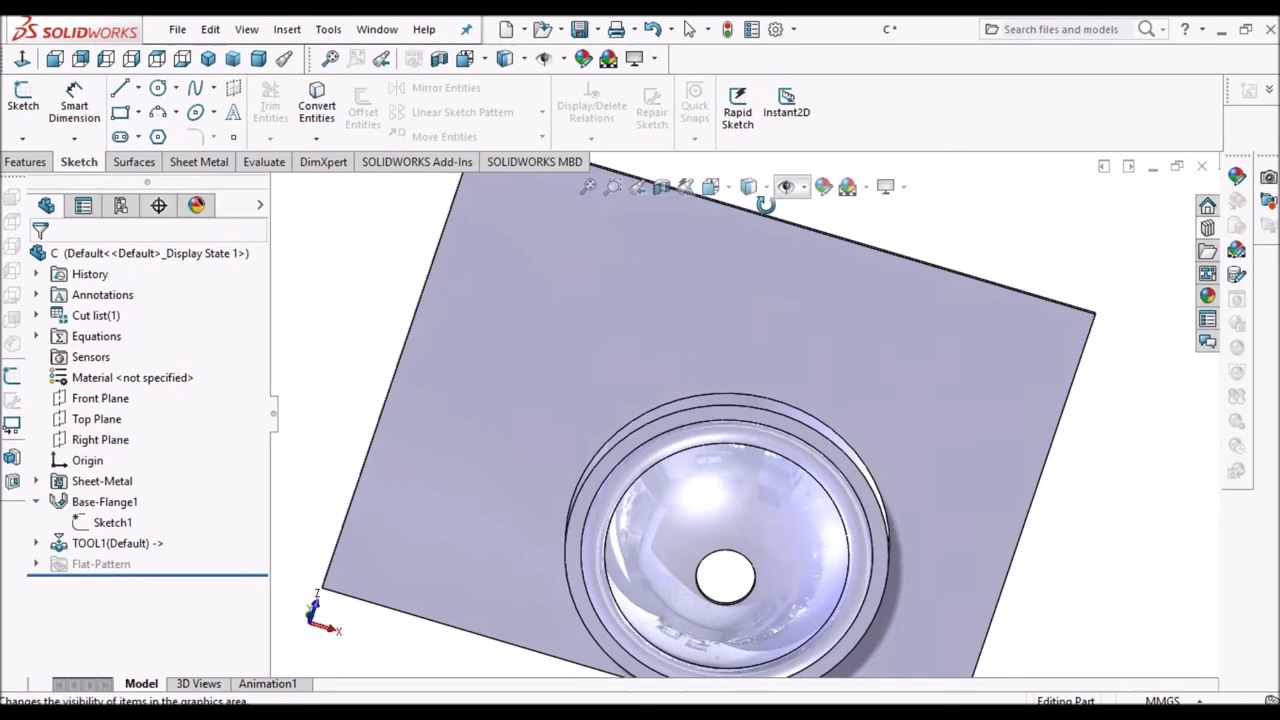 SOLIDWORKS
File Edit View Insert Tools Window Help
C *
Search files and models
Sketch
Smart Dimension
Trim Entities
Convert Entities
Offset Entities
Mirror Entities
Linear Sketch Pattern
Move Entities
Display/Delete Relations
Repair Sketch
Quick Snaps
Rapid Sketch
Instant2D
Features Sketch Surfaces Sheet Metal Evaluate DimXpert SOLIDWORKS Add-Ins SOLIDWORKS MBD
C (Default<<Default>_Display State 1>)
History
Annotations
Cut list(1)
Equations
Sensors
Material <not specified>
Front Plane
Top Plane
Right Plane
Origin
Sheet-Metal
Base-Flange1
Sketch1
TOOL1(Default) ->
Flat-Pattern
Z
X
Model 3D Views Animation1
Changes the visibility of items in the graphics area.
Editing Part
MMGS